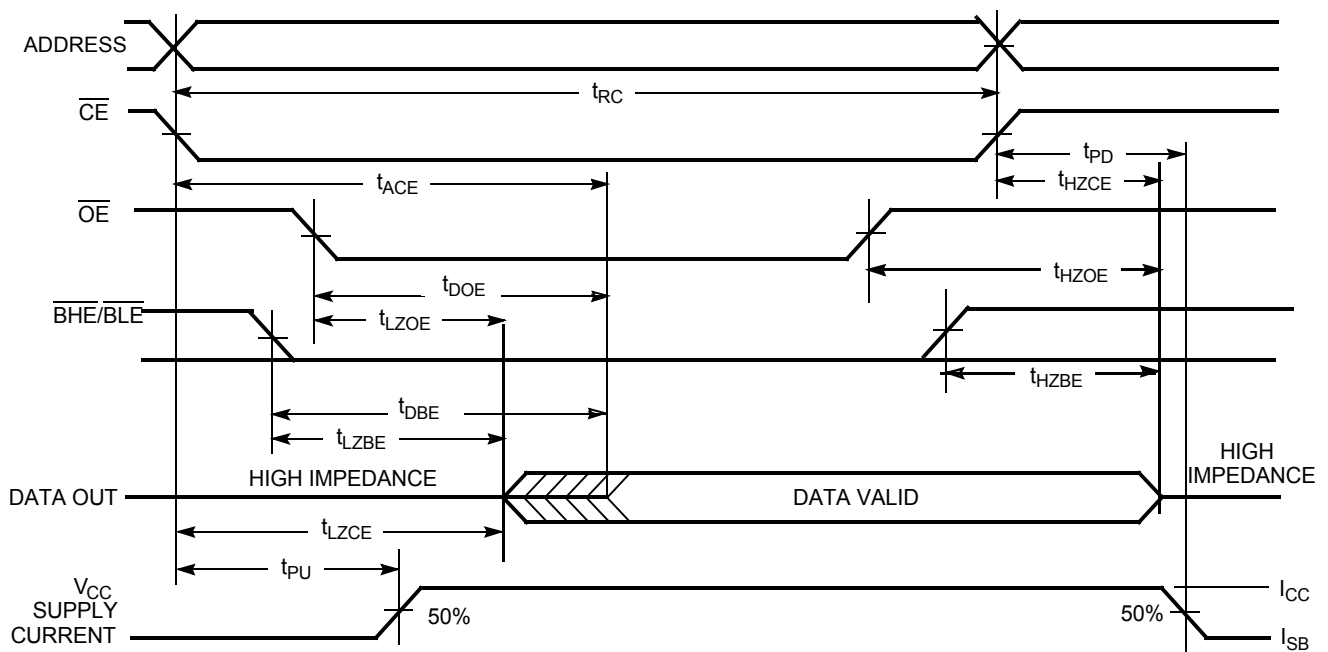 ADDRESS
tRC
CE
tPD
tACE
tHZCE
OE
tHZOE
tDOE
BHE/BLE
tLZOE
tHZBE
tDBE
tLZBE
HIGH IMPEDANCE
HIGH
IMPEDANCE
DATA OUT
DATA VALID
tLZCE
tPU
VCC
SUPPLY
CURRENT
50%
50%
ICC
ISB